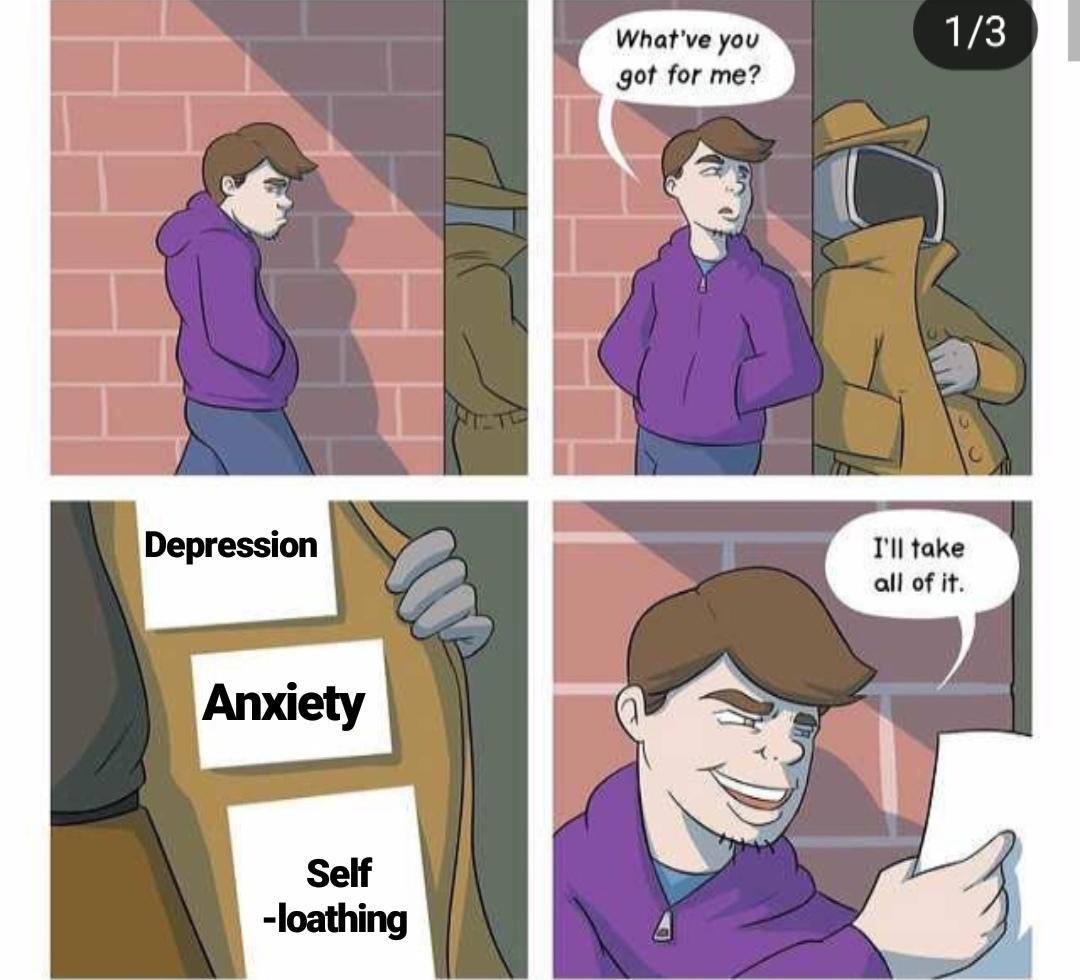 What've you
got for me?
1/3
Depression
Anxiety
Self
-loathing
I'll take
all of it.